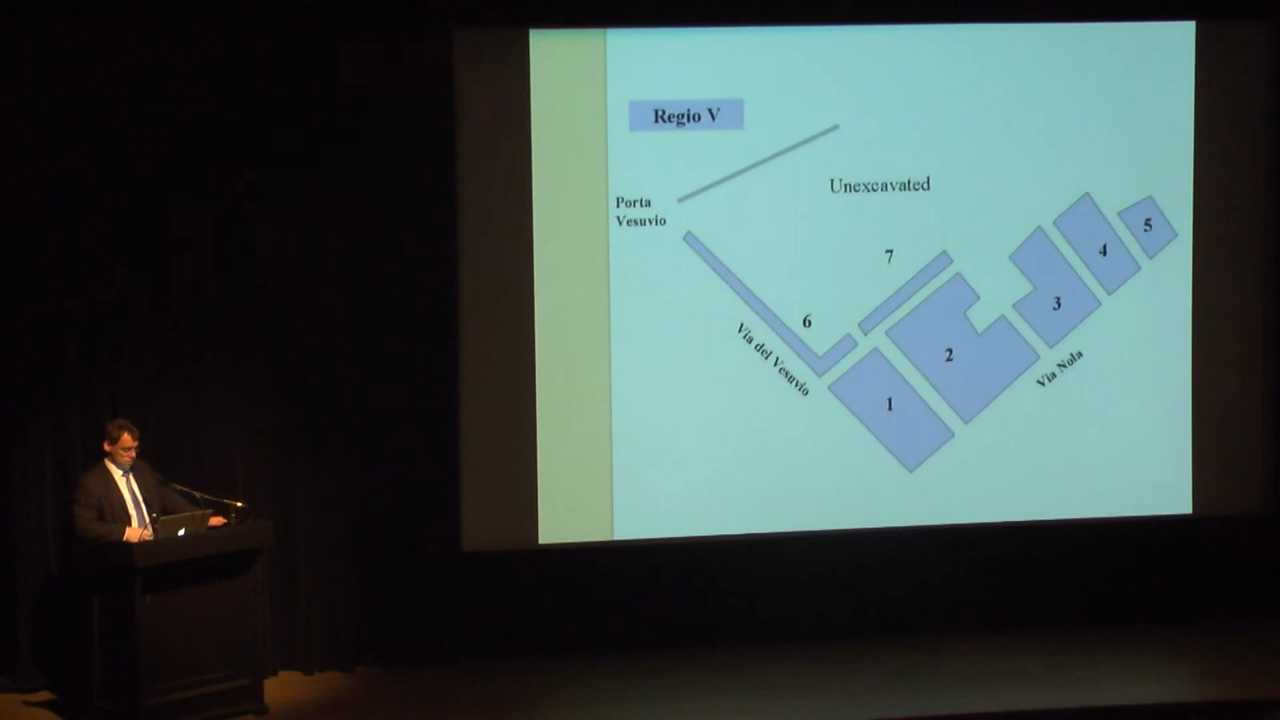 Regio V
Unexcavated
Porta
Vesuvio
7
5
4
6
3
Via del Vesuvio
2
Via Nola
1